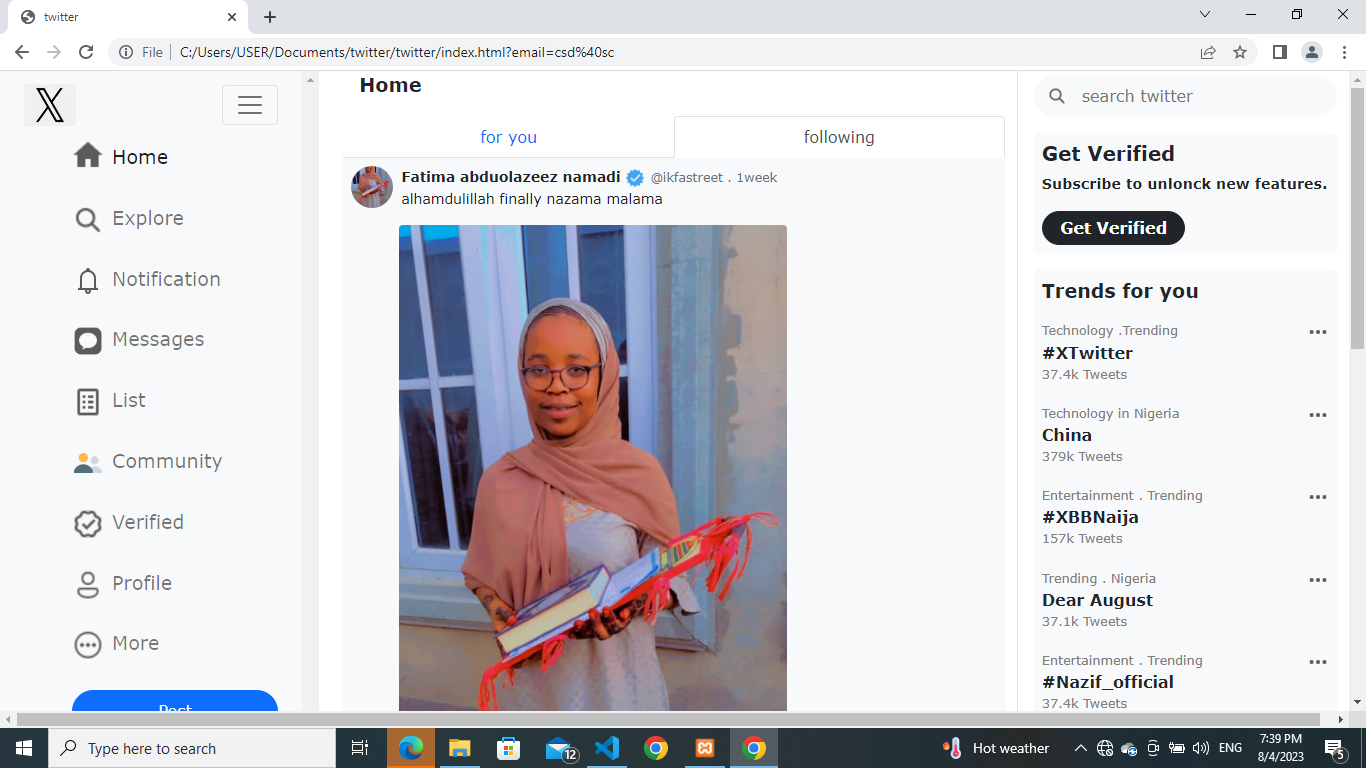 twitter
File
C:/Users/USER/Documents/twitter/twitter/index.html?email=csd%40sc
X
Home
Explore
Notification
Messages
List
Community
Verified
Profile
More
Post
Home
for you
following
Fatima abduolazeez namadi @ikfastreet . 1week
alhamdulillah finally nazama malama
search twitter
Get Verified
Subscribe to unlonck new features.
Get Verified
Trends for you
Technology .Trending
#XTwitter
37.4k Tweets
Technology in Nigeria
China
379k Tweets
Entertainment . Trending
#XBBNaija
157k Tweets
Trending . Nigeria
Dear August
37.1k Tweets
Entertainment . Trending
#Nazif_official
37.4k Tweets
Type here to search
12
Hot weather
ENG
7:39 PM
8/4/2023
5